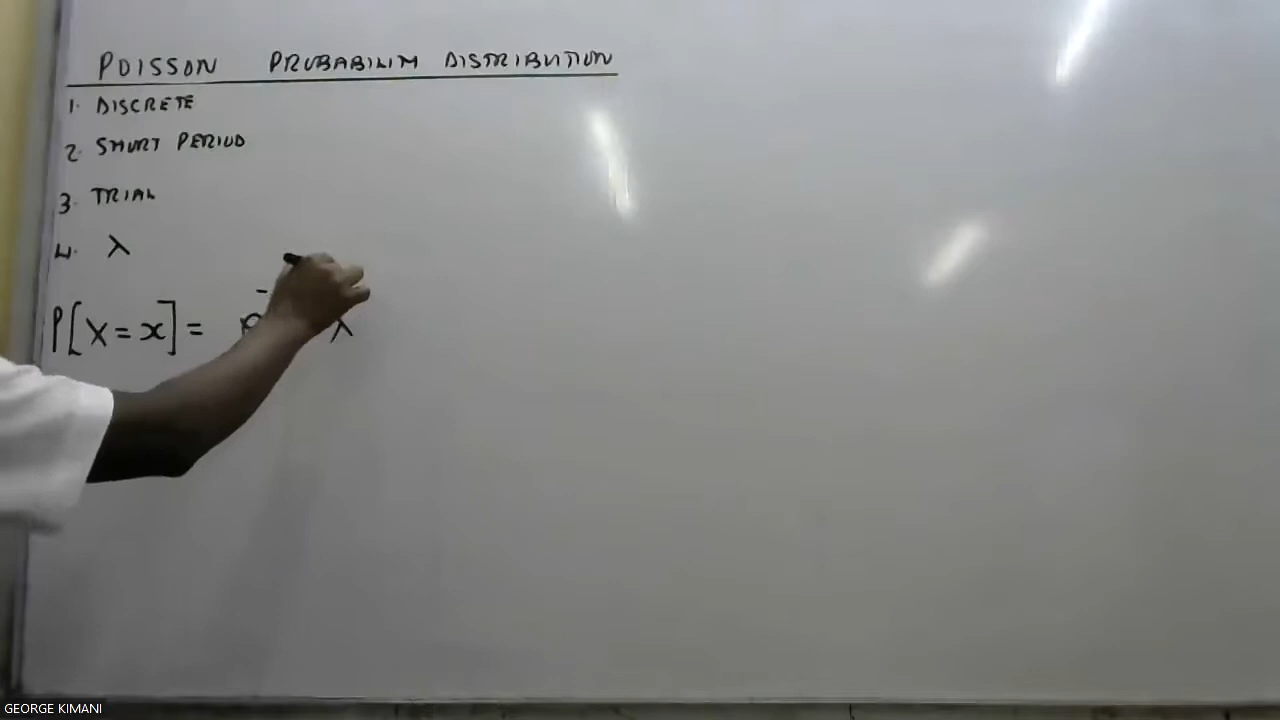 POISSON PROBABILITY DISTRIBUTION
1. DISCRETE
2. SHORT PERIOD
3. TRIAL
4. λ
P[X=x] = e - λ
GEORGE KIMANI